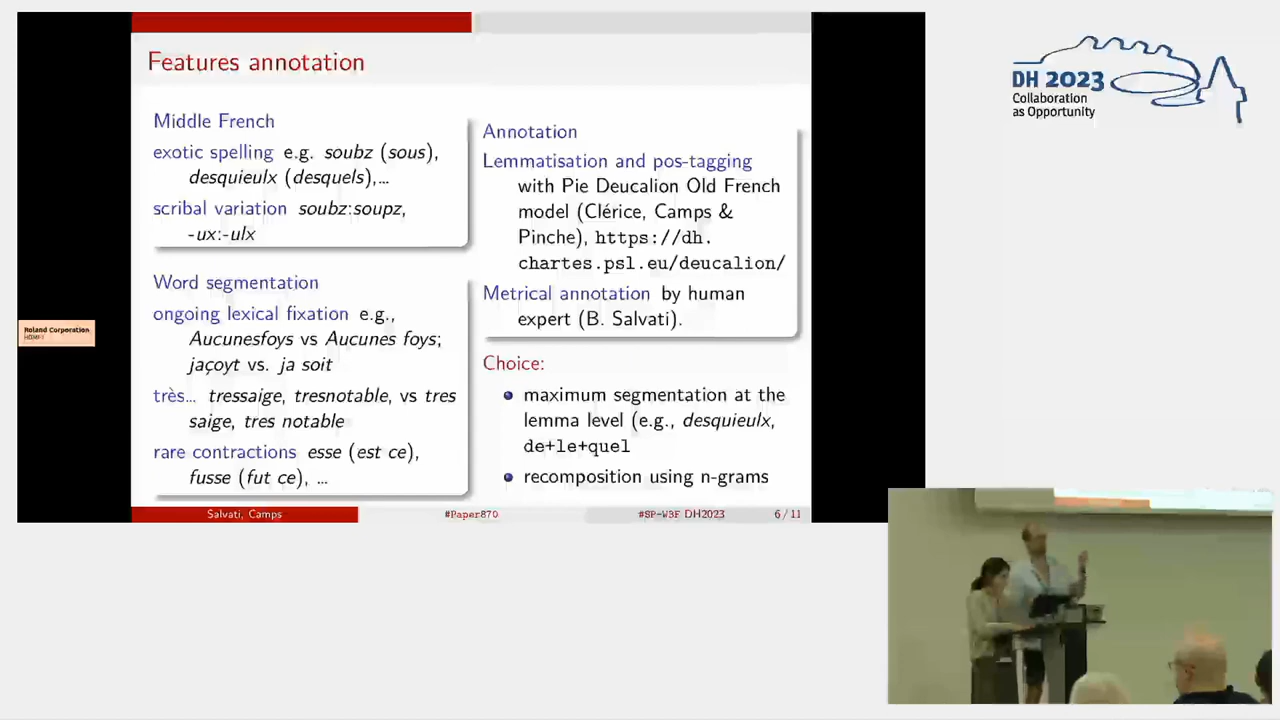 Features annotation
Middle French
exotic spelling e.g. soubz (sous),
desquieulx (desquels),...
scribal variation soubz:soupz,
-ux:-ulx
Word segmentation
ongoing lexical fixation e.g.,
Aucunesfoys vs Aucunes foys;
jaçoyt vs. ja soit
très... tressaige, tresnotable, vs tres
saige, tres notable
rare contractions esse (est ce),
fusse (fut ce), ...
Annotation
Lemmatisation and pos-tagging
with Pie Deucalion Old French
model (Clérice, Camps &
Pinche), https://dh.
chartes.psl.eu/deucalion/
Metrical annotation by human
expert (B. Salvati).
Choice:
maximum segmentation at the
lemma level (e.g., desquieulx,
de+le+quel
recomposition using n-grams
Salvati, Camps
#Paper870
#SP-W3F DH2023
6 / 11
Roland Corporation
HDMI 1
DH 2023
Collaboration
as Opportunity